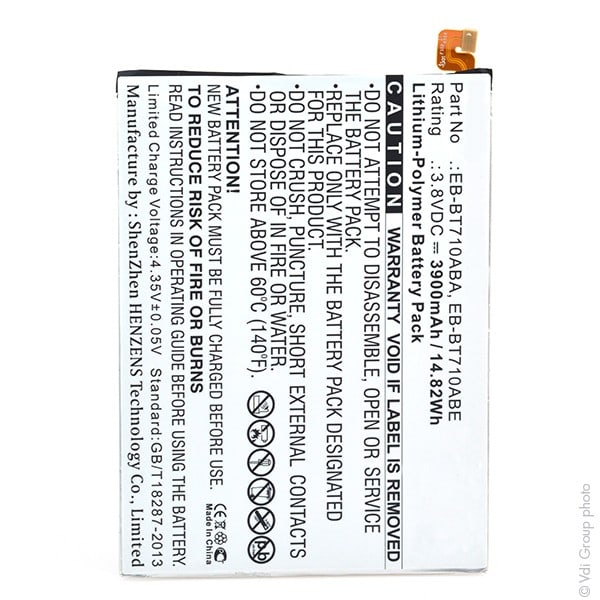 Part No .:EB-BT710ABA, EB-BT710ABE
Rating .:3.8VDC⎓ 3900mAh/14.82Wh
Lithium-Polymer Battery Pack
CAUTION WARRANTY VOID IF LABEL IS REMOVED
•DO NOT ATTEMPT TO DISASSEMBLE, OPEN OR
THE BATTERY PACK.
•REPLACE ONLY WITH THE BATTERY PACK DESIGNATED
FOR THIS PRODUCT.
•DO NOT CRUSH, PUNCTURE, SHORT EXTERNAL CONTACTS
OR DISPOSE OF IN FIRE OR WATER.
•DO NOT SUBJECT TO ABOVE 60°C (140°F).
ATTENTION!
NEW BATTERY PACK MUST BE FULLY CHARGED BEFORE USE.
TO REDUCE RISK OF FIRE OR BURNS
READ INSTRUCTIONS IN OPERATING GUIDE BEFORE USING THE BATTERY.
Limited Charge Voltage:4.35V±0.05V Standard:GB/T18287-2013
Manufacture by: ShenZhen HENZENS Technology Co., Limited
Pb
CE
Made in China
© Vdi Group photo